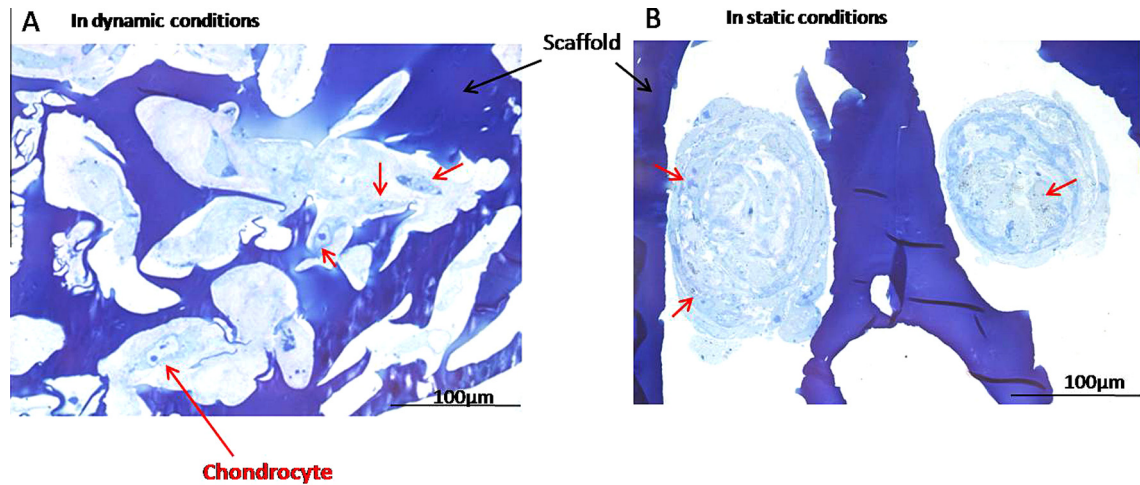 A
In dynamic conditions
B
In static conditions
Scaffold
100µm
100µm
Chondrocyte